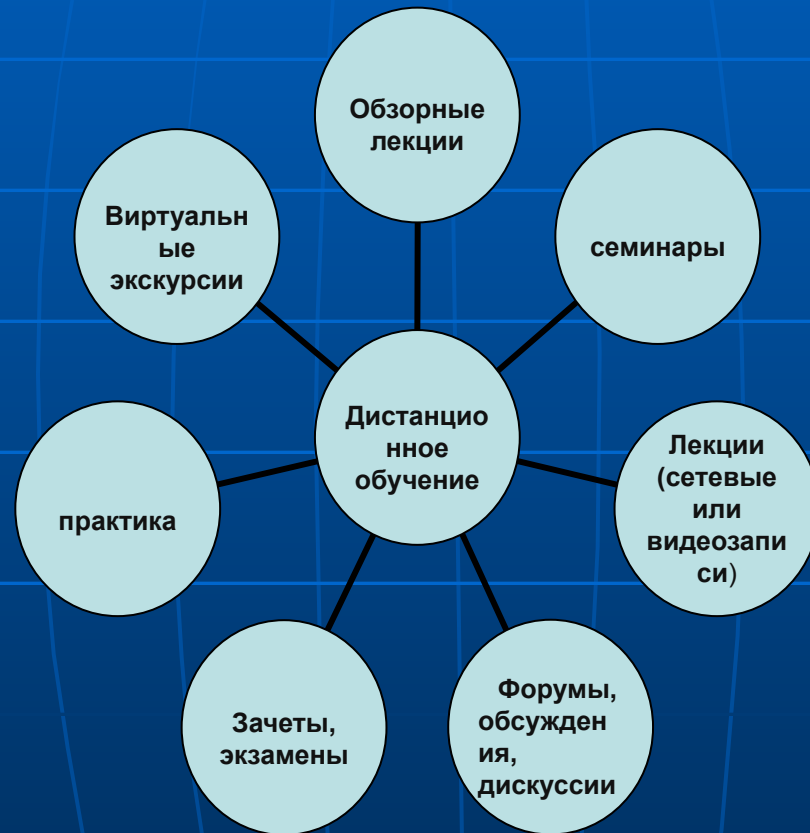 Обзорные
лекции
Виртуальн
ые
экскурсии
семинары
Дистанцио
нное
обучение
Лекции
(сетевые
или
видеозапи
си)
практика
Форумы,
обсужден
ия,
дискуссии
Зачеты,
экзамены